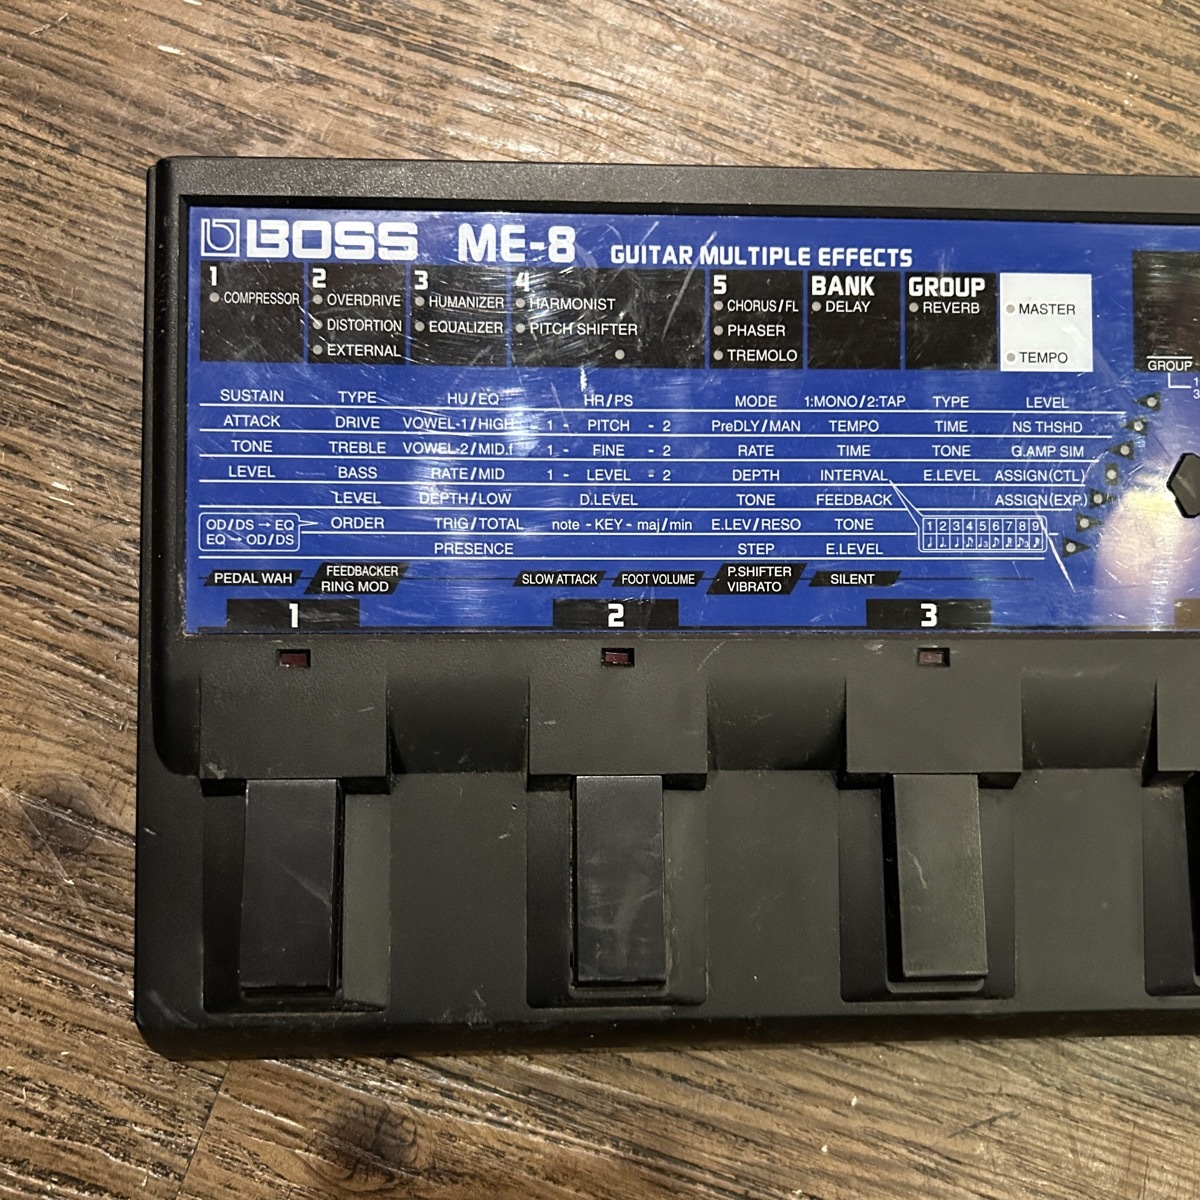 BOSS ME-8 GUITAR MULTIPLE EFFECTS
1 2 3 4 5 BANK GROUP
COMPRESSOR OVERDRIVE HUMANIZER HARMONIST CHORUS/FL DELAY REVERB MASTER
DISTORTION EQUALIZER PITCH SHIFTER PHASER
EXTERNAL TREMOLO TEMPO
GROUP
1
3
SUSTAIN TYPE HU/EQ HR/PS MODE 1:MONO/2:TAP TYPE LEVEL
ATTACK DRIVE VOWEL-1/HIGH - 1 - PITCH - 2 PreDLY/MAN TEMPO TIME NS THSHD
TONE TREBLE VOWEL-2/MID.f 1 - FINE - 2 RATE TIME TONE G.AMP SIM
LEVEL BASS RATE/MID 1 - LEVEL - 2 DEPTH INTERVAL E.LEVEL ASSIGN(CTL)
LEVEL DEPTH/LOW D.LEVEL TONE FEEDBACK ASSIGN(EXP.)
OD/DS → EQ
EQ → OD/DS
ORDER TRIG/TOTAL note - KEY - maj/min E.LEV/RESO TONE 1 2 3 4 5 6 7 8 9
PRESENCE STEP E.LEVEL
PEDAL WAH FEEDBACKER SLOW ATTACK FOOT VOLUME P.SHIFTER SILENT
RING MOD VIBRATO
1 2 3